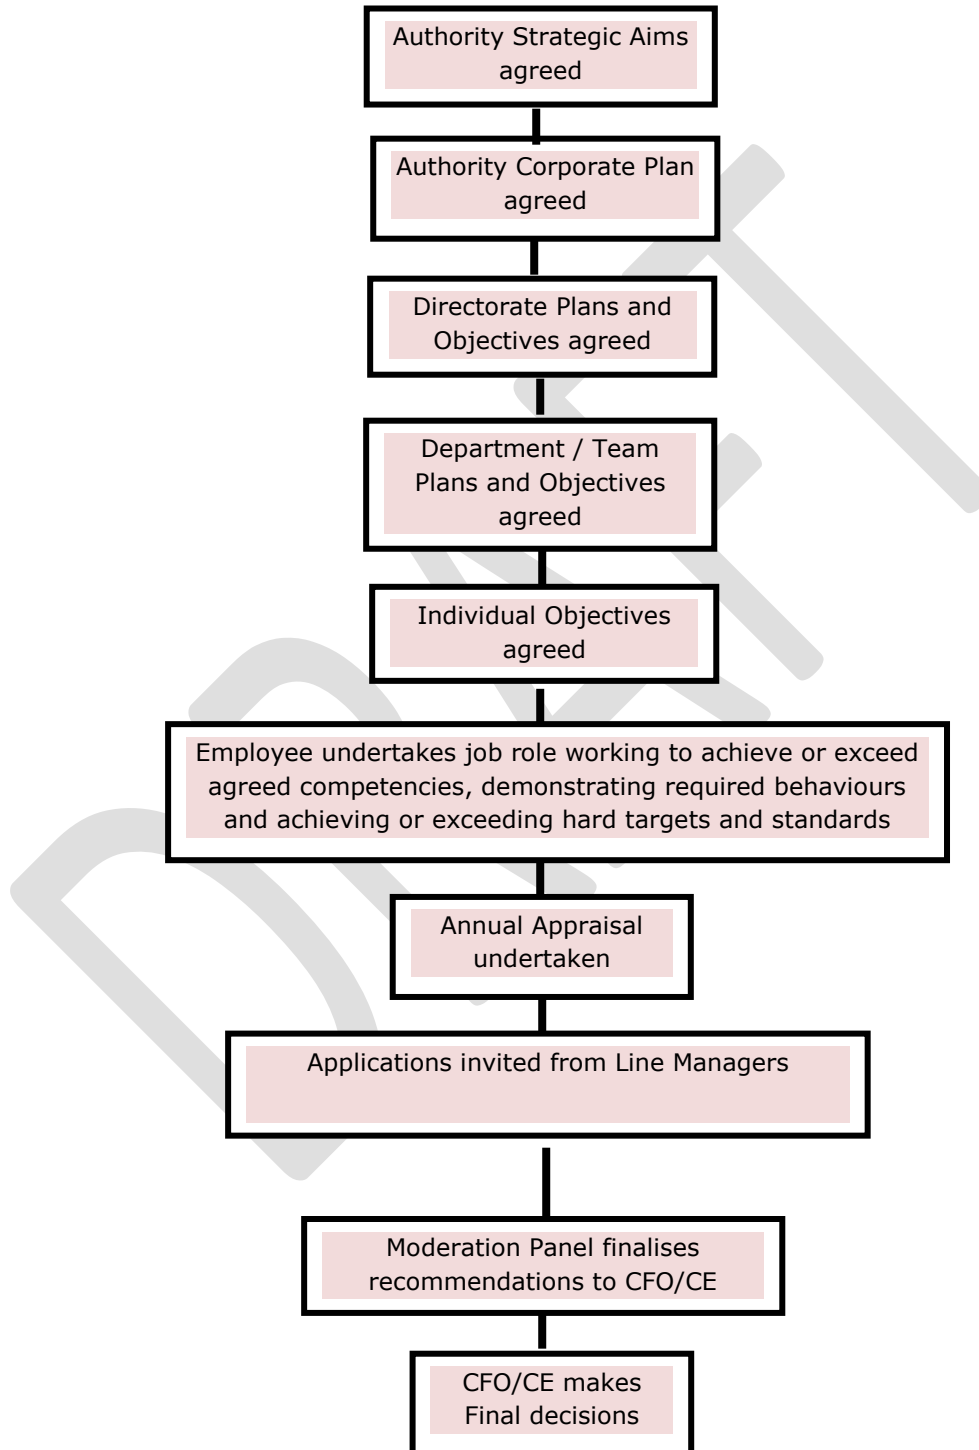 Authority Strategic Aims
agreed
Authority Corporate Plan
agreed
Directorate Plans and
Objectives agreed
Department / Team
Plans and Objectives
agreed
Individual Objectives
agreed
Employee undertakes job role working to achieve or exceed
agreed competencies, demonstrating required behaviours
and achieving or exceeding hard targets and standards
Annual Appraisal
undertaken
Applications invited from Line Managers
Moderation Panel finalises
recommendations to CFO/CE
CFO/CE makes
Final decisions
DRAFT